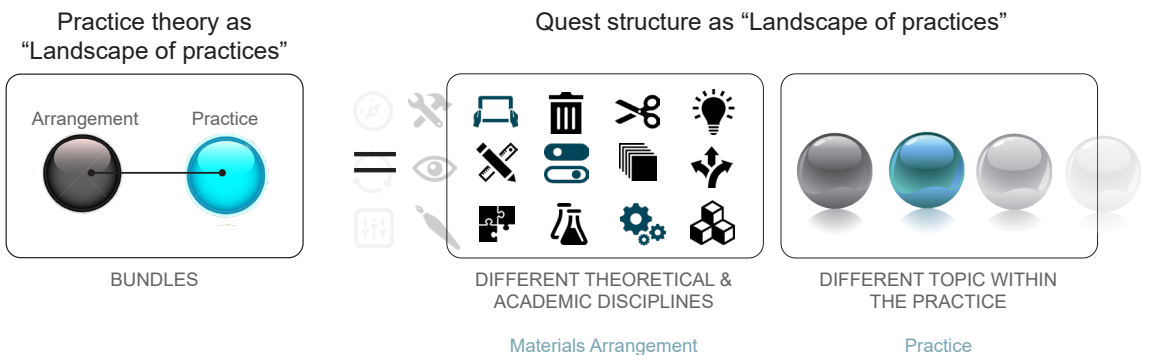 Practice theory as
“Landscape of practices”
Quest structure as “Landscape of practices”
Arrangement
Practice
BUNDLES
DIFFERENT THEORETICAL &
ACADEMIC DISCIPLINES
DIFFERENT TOPIC WITHIN
THE PRACTICE
Materials Arrangement
Practice